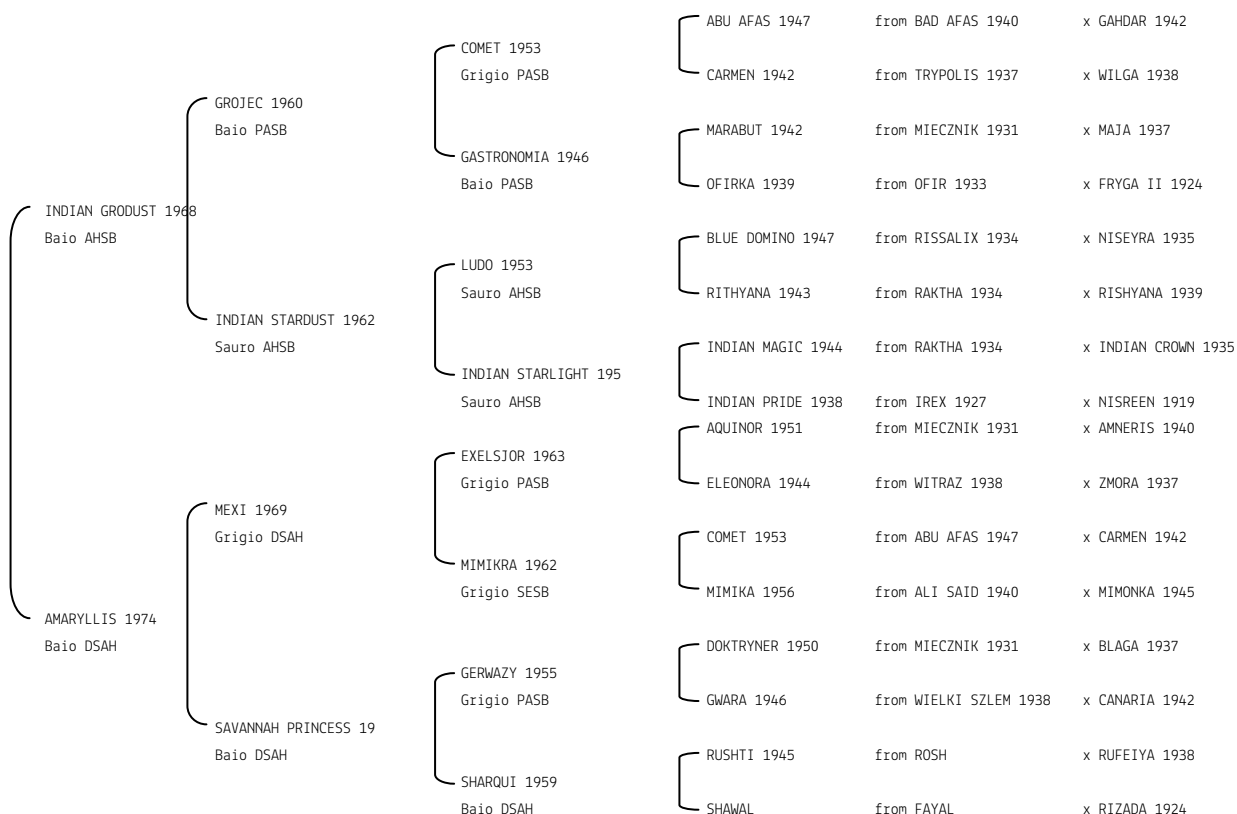 ABU AFAS 1947 from BAD AFAS 1940 x GAHDAR 1942
COMET 1953
Grigio PASB
CARMEN 1942 from TRYPOLIS 1937 x WILGA 1938
GROJEC 1960
Baio PASB
MARABUT 1942 from MIECZNIK 1931 x MAJA 1937
GASTRONOMIA 1946
Baio PASB
OFIRKA 1939 from OFIR 1933 x FRYGA II 1924
INDIAN GRODUST 1968
Baio AHSB
BLUE DOMINO 1947 from RISSALIX 1934 x NISEYRA 1935
LUDO 1953
Sauro AHSB
RITHYANA 1943 from RAKTHA 1934 x RISHYANA 1939
INDIAN STARDUST 1962
Sauro AHSB
INDIAN MAGIC 1944 from RAKTHA 1934 x INDIAN CROWN 1935
INDIAN STARLIGHT 195
Sauro AHSB
INDIAN PRIDE 1938 from IREX 1927 x NISREEN 1919
AQUINOR 1951 from MIECZNIK 1931 x AMNERIS 1940
EXELSJOR 1963
Grigio PASB
ELEONORA 1944 from WITRAZ 1938 x ZMORA 1937
MEXI 1969
Grigio DSAH
COMET 1953 from ABU AFAS 1947 x CARMEN 1942
MIMIKRA 1962
Grigio SESB
MIMIKA 1956 from ALI SAID 1940 x MIMONKA 1945
AMARYLLIS 1974
Baio DSAH
DOKTRYNER 1950 from MIECZNIK 1931 x BLAGA 1937
GERWAZY 1955
Grigio PASB
GWARA 1946 from WIELKI SZLEM 1938 x CANARIA 1942
SAVANNAH PRINCESS 19
Baio DSAH
RUSHTI 1945 from ROSH x RUFEIYA 1938
SHARQUI 1959
Baio DSAH
SHAWAL from FAYAL x RIZADA 1924